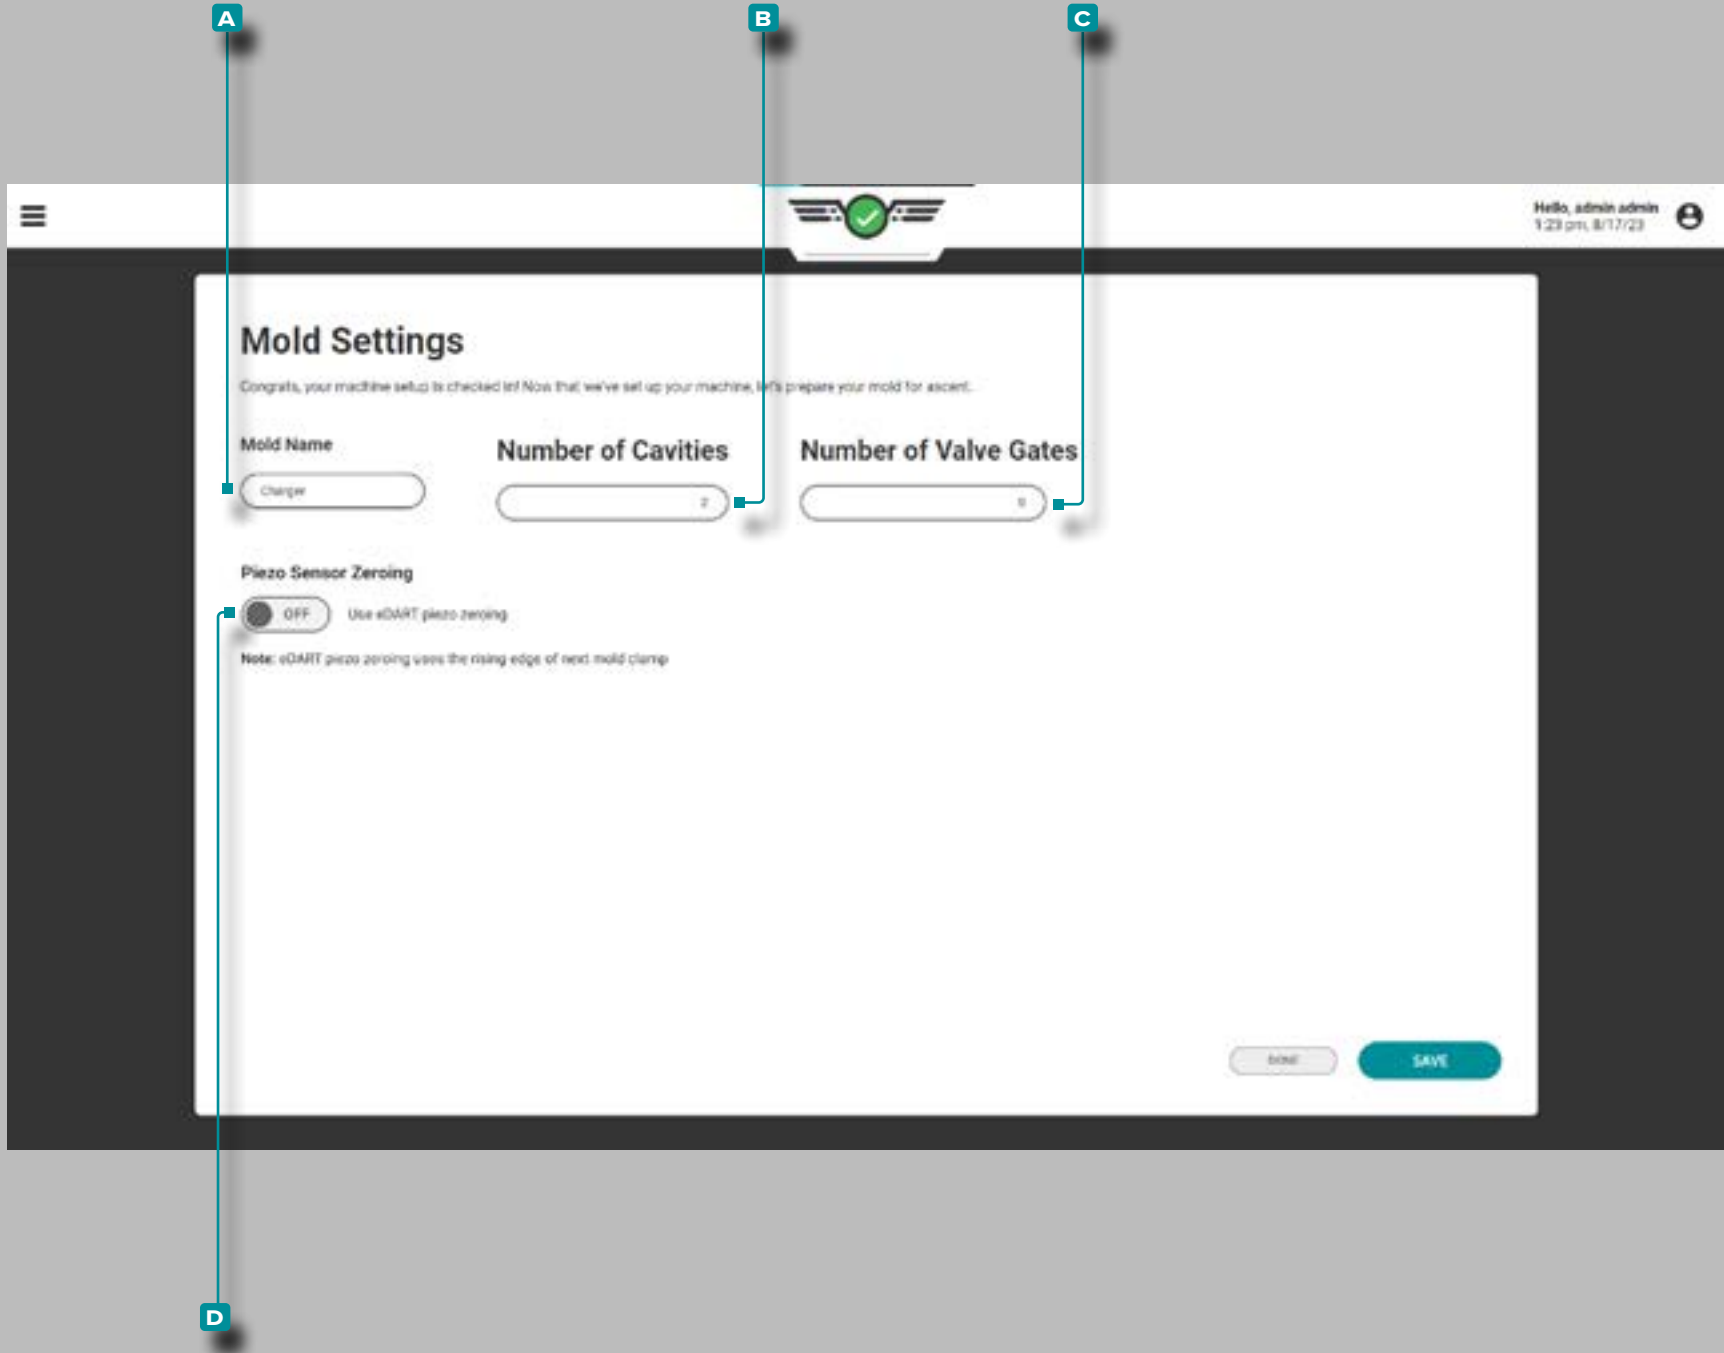 A
B
C
Hello, admin admin
1:23 pm, 8/17/23
Mold Settings
Congrats, your machine setup is checked in! Now that we've set up your machine, let's prepare your mold for ascent.
Mold Name
Number of Cavities
Number of Valve Gates
Charger
2
0
Piezo Sensor Zeroing
OFF
Use eDART piezo zeroing
Note: eDART piezo zeroing uses the rising edge of next mold clamp
DONE
SAVE
D